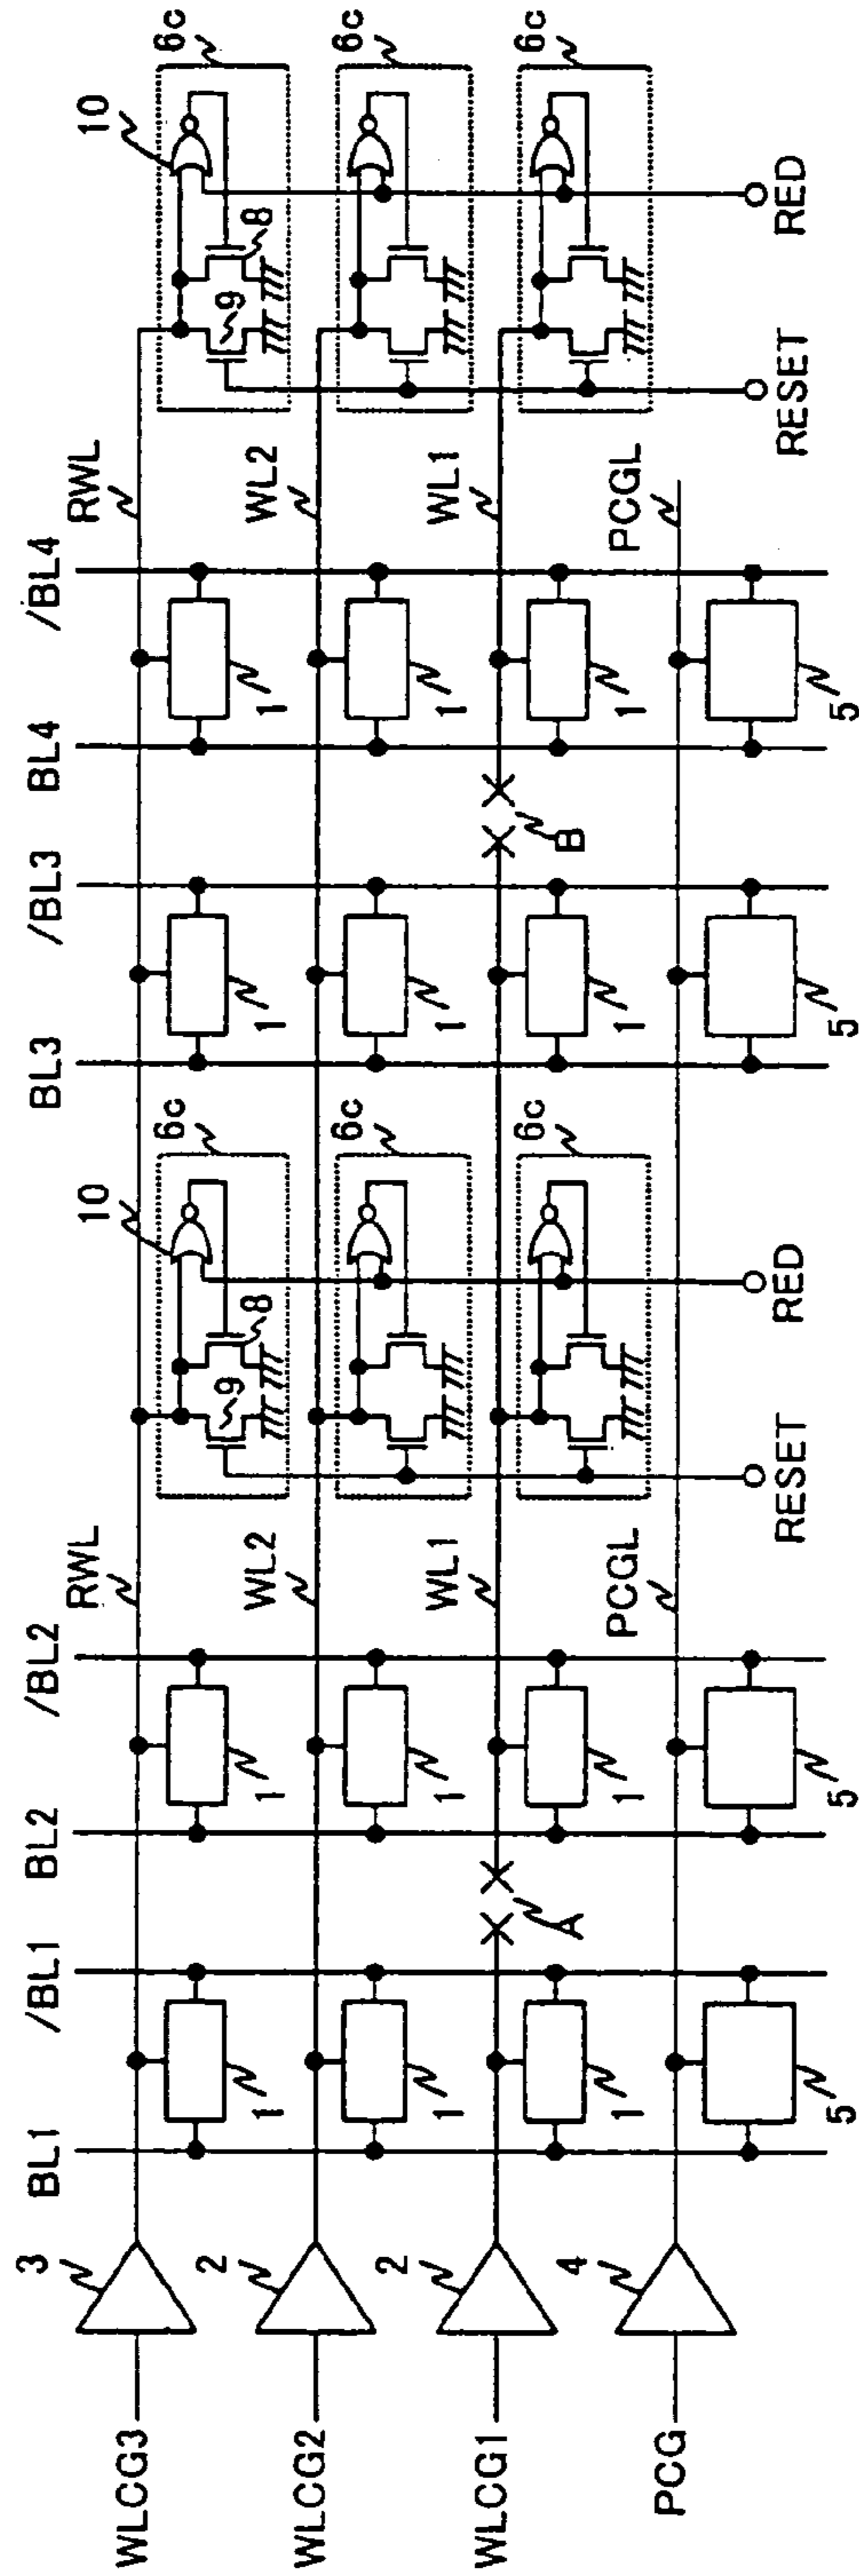 BL1 /BL1 BL2 /BL2 BL3 /BL3 BL4 /BL4
3 RWL 10 6c RWL 10 6c
WLCG3 9 8 9 8
1 1 1 1
2 WL2 6c WL2 6c
WLCG2
1 1 1 1
2 WL1 6c WL1 6c
WLCG1
A B
1 1 1 1
4 PCGL PCGL
PCG
RESET RED RESET RED
5 5 5 5